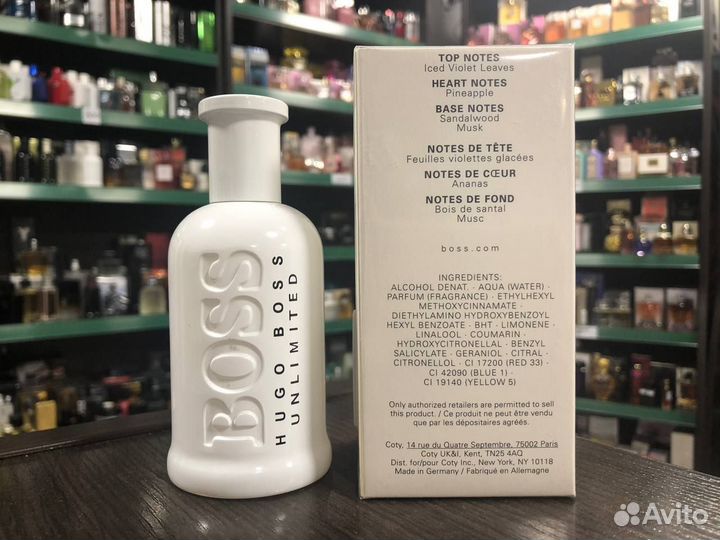 BOSS
HUGO BOSS
UNLIMITED
TOP NOTES
Iced Violet Leaves
HEART NOTES
Pineapple
BASE NOTES
Sandalwood
Musk
NOTES DE TÊTE
Feuilles violettes glacées
NOTES DE CŒUR
Ananas
NOTES DE FOND
Bois de santal
Musc
boss.com
INGREDIENTS:
ALCOHOL DENAT. · AQUA (WATER) ·
PARFUM (FRAGRANCE) · ETHYLHEXYL
METHOXYCINNAMATE ·
DIETHYLAMINO HYDROXYBENZOYL
HEXYL BENZOATE · BHT · LIMONENE ·
LINALOOL · COUMARIN ·
HYDROXYCITRONELLAL · BENZYL
SALICYLATE · GERANIOL · CITRAL ·
CITRONELLOL · CI 17200 (RED 33) ·
CI 42090 (BLUE 1) ·
CI 19140 (YELLOW 5)
Only authorized retailers are permitted to sell
this product. / Ce produit ne peut être vendu
que par les dépositaires agréés.
Coty, 14 rue du Quatre Septembre, 75002 Paris
Coty UK&I, Kent, TN25 4AQ
Dist. for/pour Coty Inc., New York, NY 10118
Made in Germany / Fabriqué en Allemagne
Avito